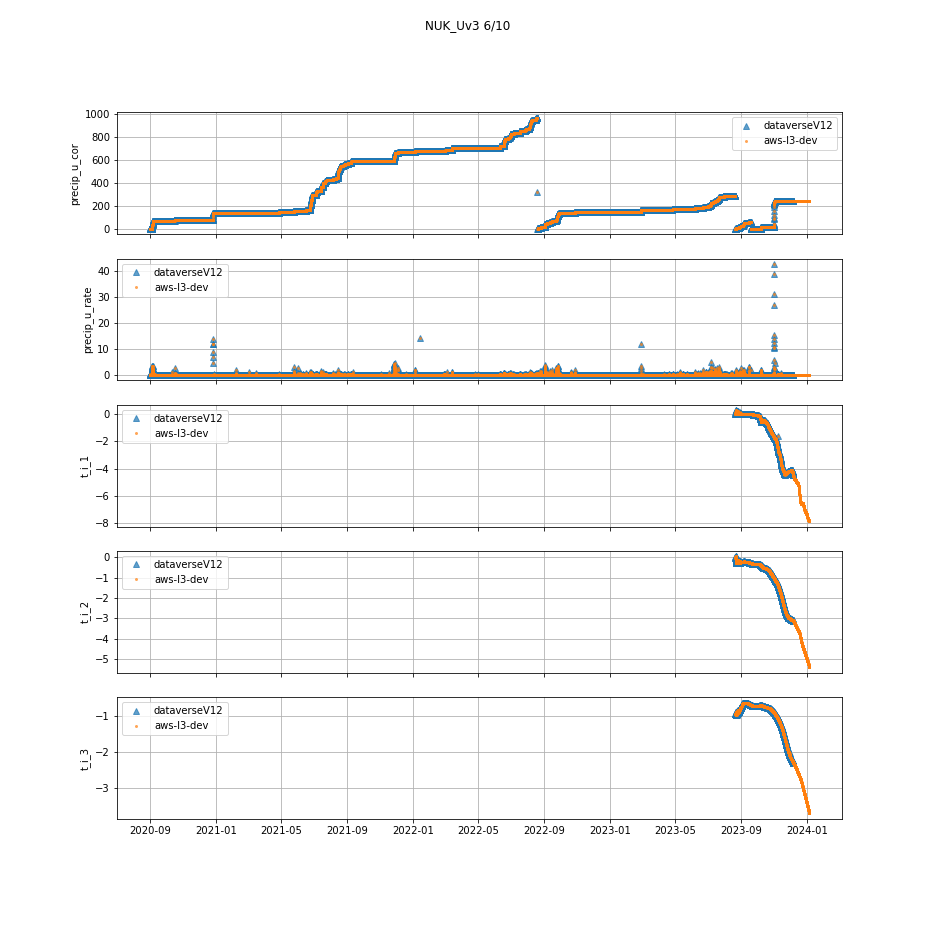 NUK_Uv3 6/10
1000
800
600
400
200
0
precip_u_cor
dataverseV12
aws-l3-dev
40
30
20
10
0
precip_u_rate
dataverseV12
aws-l3-dev
0
−2
−4
−6
−8
t_i_1
dataverseV12
aws-l3-dev
0
−1
−2
−3
−4
−5
t_i_2
dataverseV12
aws-l3-dev
−1
−2
−3
t_i_3
dataverseV12
aws-l3-dev
2020-09 2021-01 2021-05 2021-09 2022-01 2022-05 2022-09 2023-01 2023-05 2023-09 2024-01